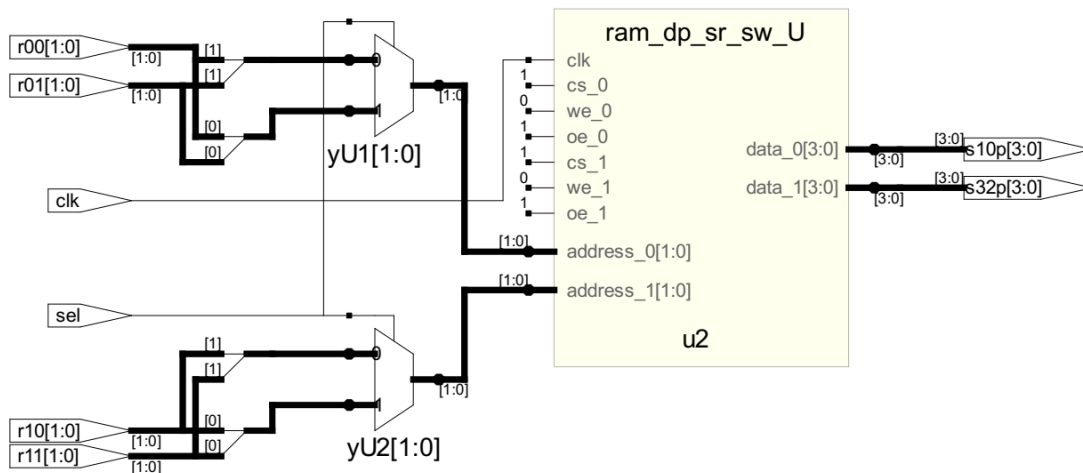 ram_dp_sr_sw_U
r00[1:0]
[1:0]
[1]
r01[1:0]
[1:0]
[1]
0
[0]
[0]
yU1[1:0]
[1:0]
clk
1
cs_0
0
we_0
1
oe_0
1
cs_1
0
we_1
1
oe_1
data_0[3:0]
[3:0]
[3:0]
s10p[3:0]
data_1[3:0]
[3:0]
[3:0]
s32p[3:0]
clk
[1:0]
address_0[1:0]
[1:0]
address_1[1:0]
sel
u2
[1]
[1]
0
[1:0]
r10[1:0]
[1:0]
[0]
[0]
yU2[1:0]
r11[1:0]
[1:0]